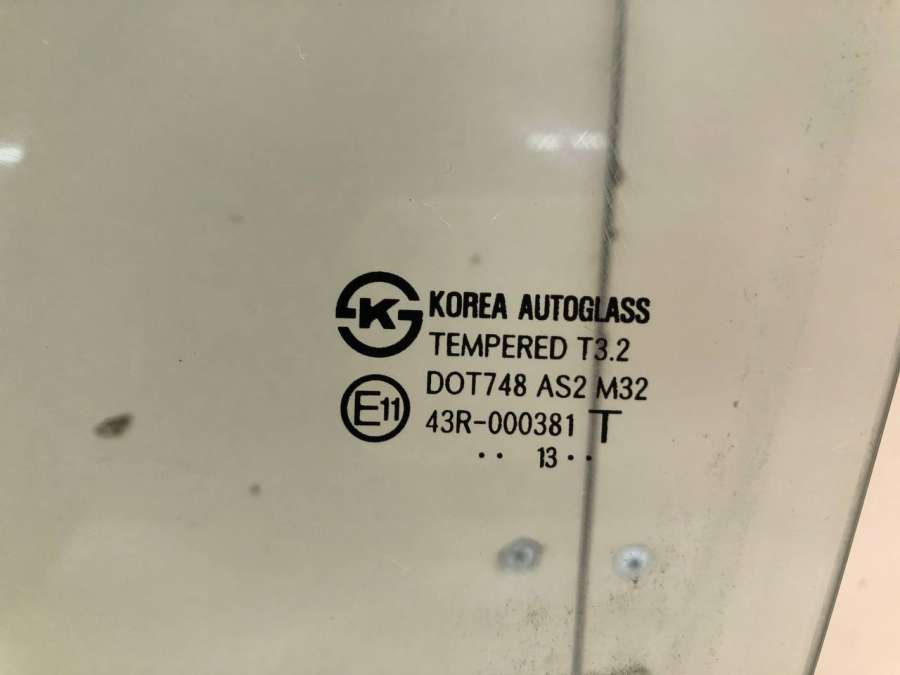 K KOREA AUTOGLASS
TEMPERED T3.2
DOT748 AS2 M32
E11 43R-000381 T
·· 13 ··